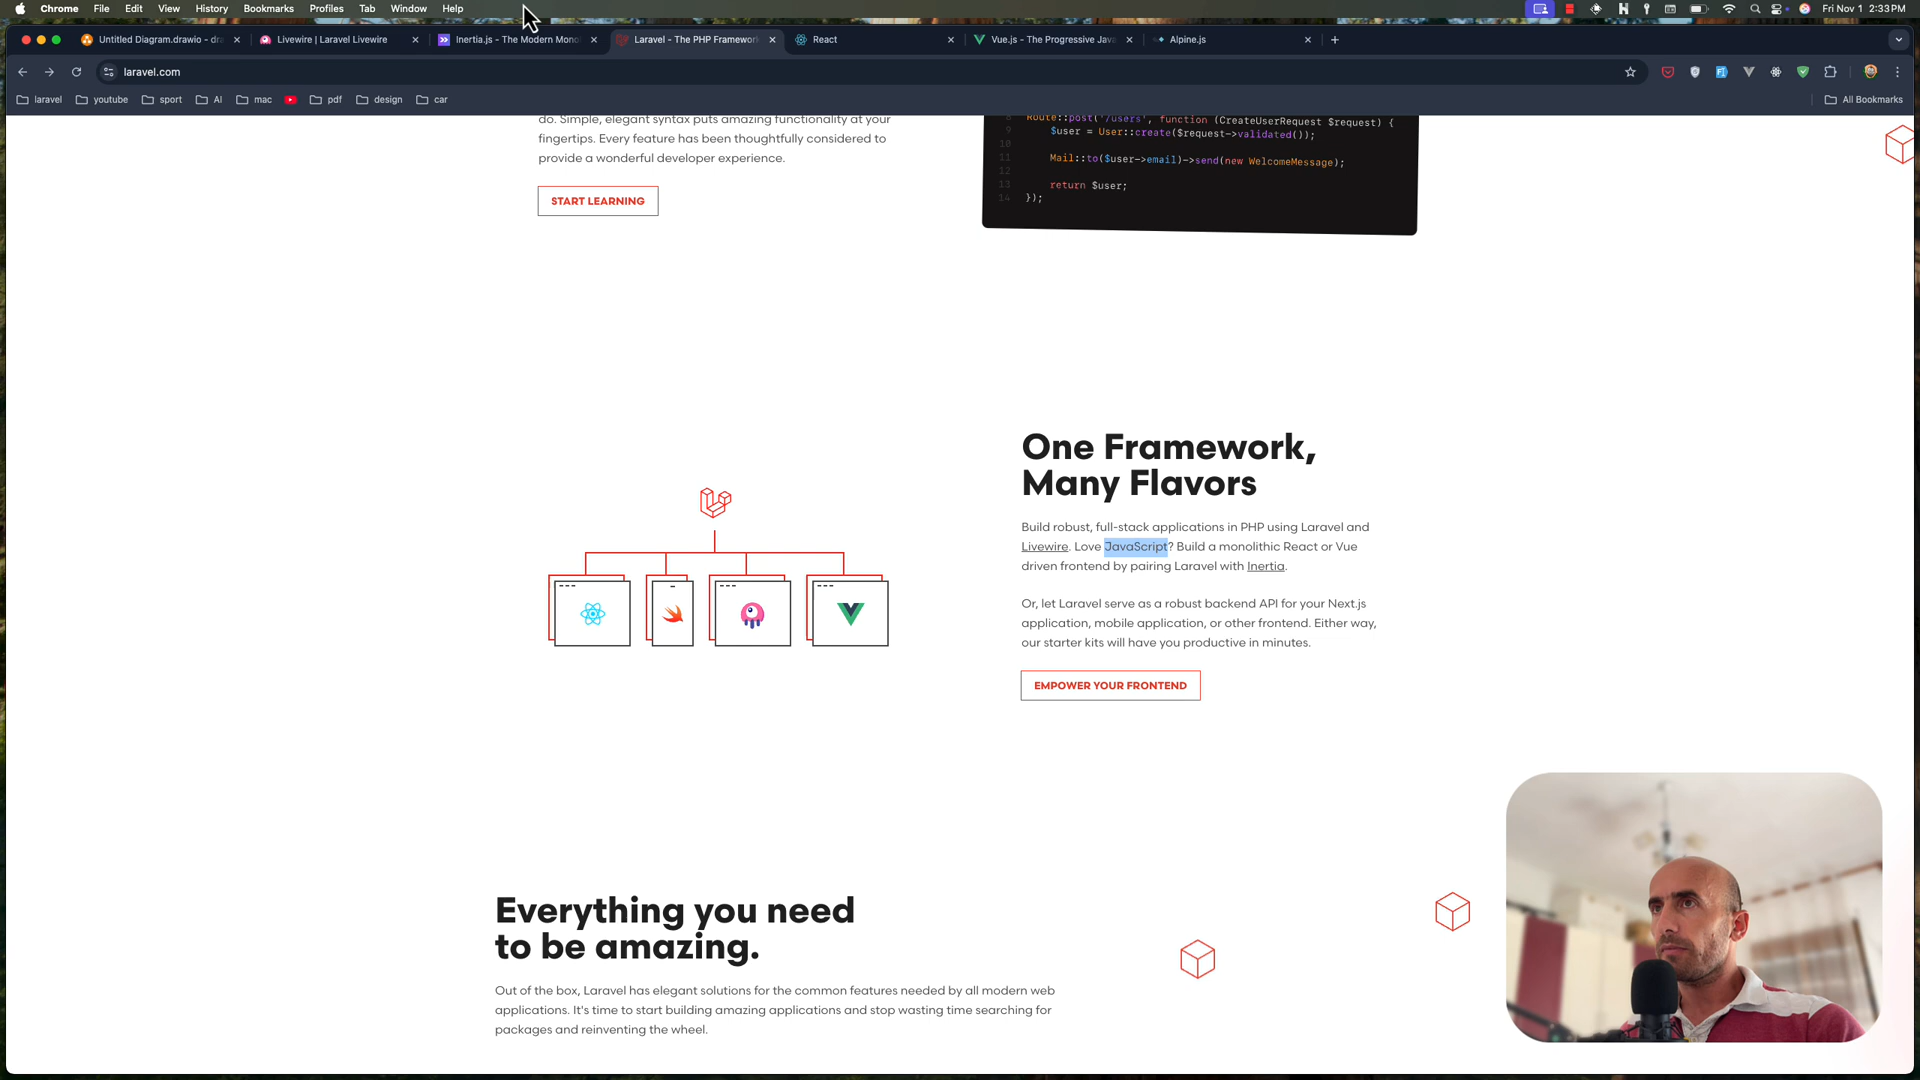 Chrome File Edit View History Bookmarks Profiles Tab Window Help
Fri Nov 1 2:33 PM
Untitled Diagram.drawio - dr
Livewire | Laravel Livewire
Inertia.js - The Modern Mono
Laravel - The PHP Framework
React
Vue.js - The Progressive Java
Alpine.js
laravel.com
laravel youtube sport AI mac pdf design car
All Bookmarks
do. Simple, elegant syntax puts amazing functionality at your
fingertips. Every feature has been thoughtfully considered to
provide a wonderful developer experience.
START LEARNING
8 Route::post('/users', function (CreateUserRequest $request) {
9 $user = User::create($request->validated());
10
11 Mail::to($user->email)->send(new WelcomeMessage);
12
13 return $user;
14 });
One Framework,
Many Flavors
Build robust, full-stack applications in PHP using Laravel and
Livewire. Love JavaScript? Build a monolithic React or Vue
driven frontend by pairing Laravel with Inertia.
Or, let Laravel serve as a robust backend API for your Next.js
application, mobile application, or other frontend. Either way,
our starter kits will have you productive in minutes.
EMPOWER YOUR FRONTEND
Everything you need
to be amazing.
Out of the box, Laravel has elegant solutions for the common features needed by all modern web
applications. It's time to start building amazing applications and stop wasting time searching for
packages and reinventing the wheel.